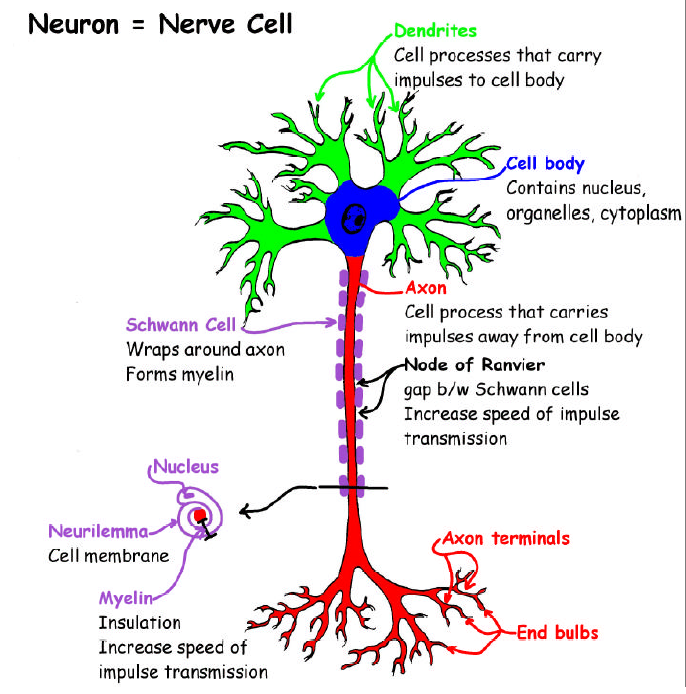 Neuron = Nerve Cell
Dendrites
Cell processes that carry
impulses to cell body
Cell body
Contains nucleus,
organelles, cytoplasm
Axon
Cell process that carries
impulses away from cell body
Schwann Cell
Wraps around axon
Forms myelin
Node of Ranvier
gap b/w Schwann cells
Increase speed of impulse
transmission
Nucleus
Neurilemma
Cell membrane
Myelin
Insulation
Increase speed of
impulse transmission
Axon terminals
End bulbs